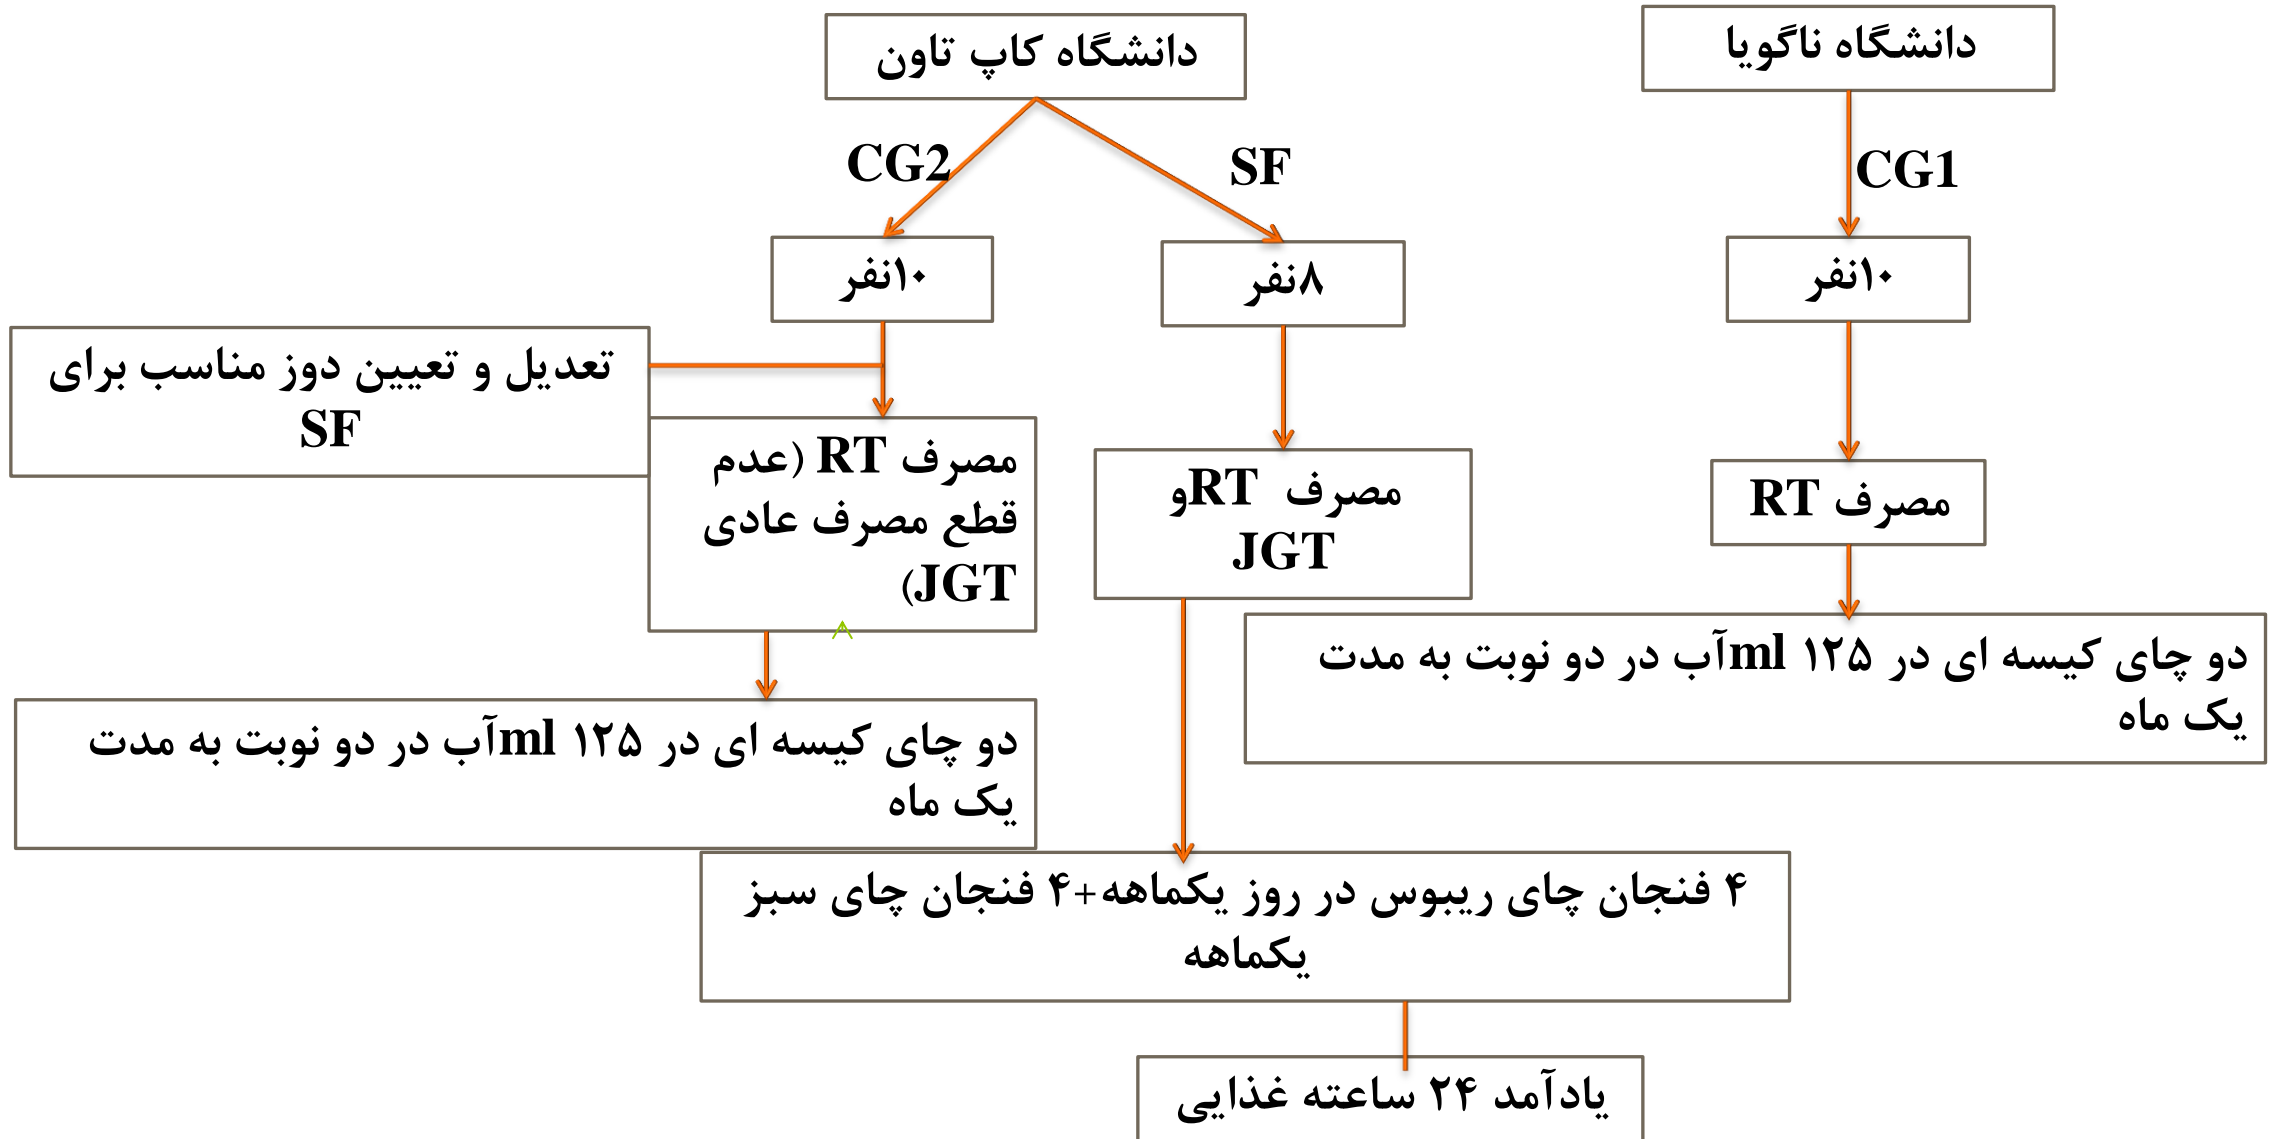 دانشگاه ناگویا
دانشگاه کاپ تاون
CG1
SF
CG2
۱۰نفر
۸نفر
۱۰نفر
تعدیل و تعیین دوز مناسب برای
SF
مصرف RT
مصرف RTو
JGT
مصرف RT (عدم
قطع مصرف عادی
JGT)
دو چای کیسه ای در ۱۲۵ mlآب در دو نوبت به مدت
یک ماه
دو چای کیسه ای در ۱۲۵ mlآب در دو نوبت به مدت
یک ماه
۴ فنجان چای ریبوس در روز یکماهه+۴ فنجان چای سبز
یکماهه
یادآمد ۲۴ ساعته غذایی